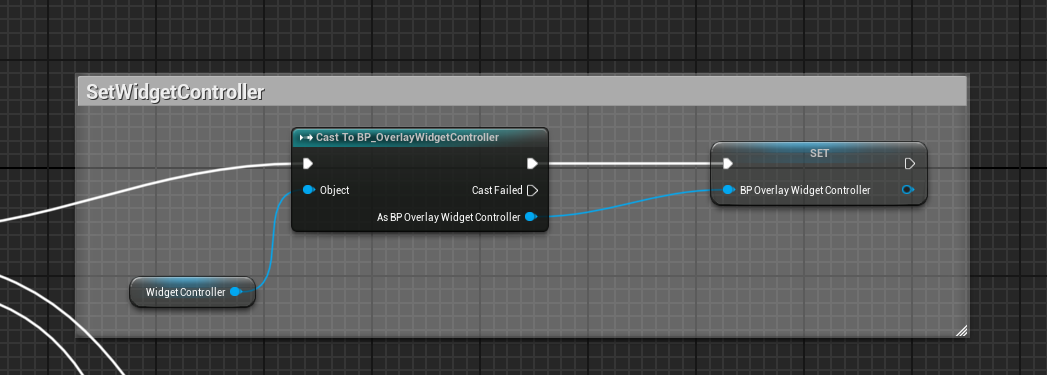 SetWidgetController
Cast To BP_OverlayWidgetController
Object
Cast Failed
As BP Overlay Widget Controller
SET
BP Overlay Widget Controller
Widget Controller